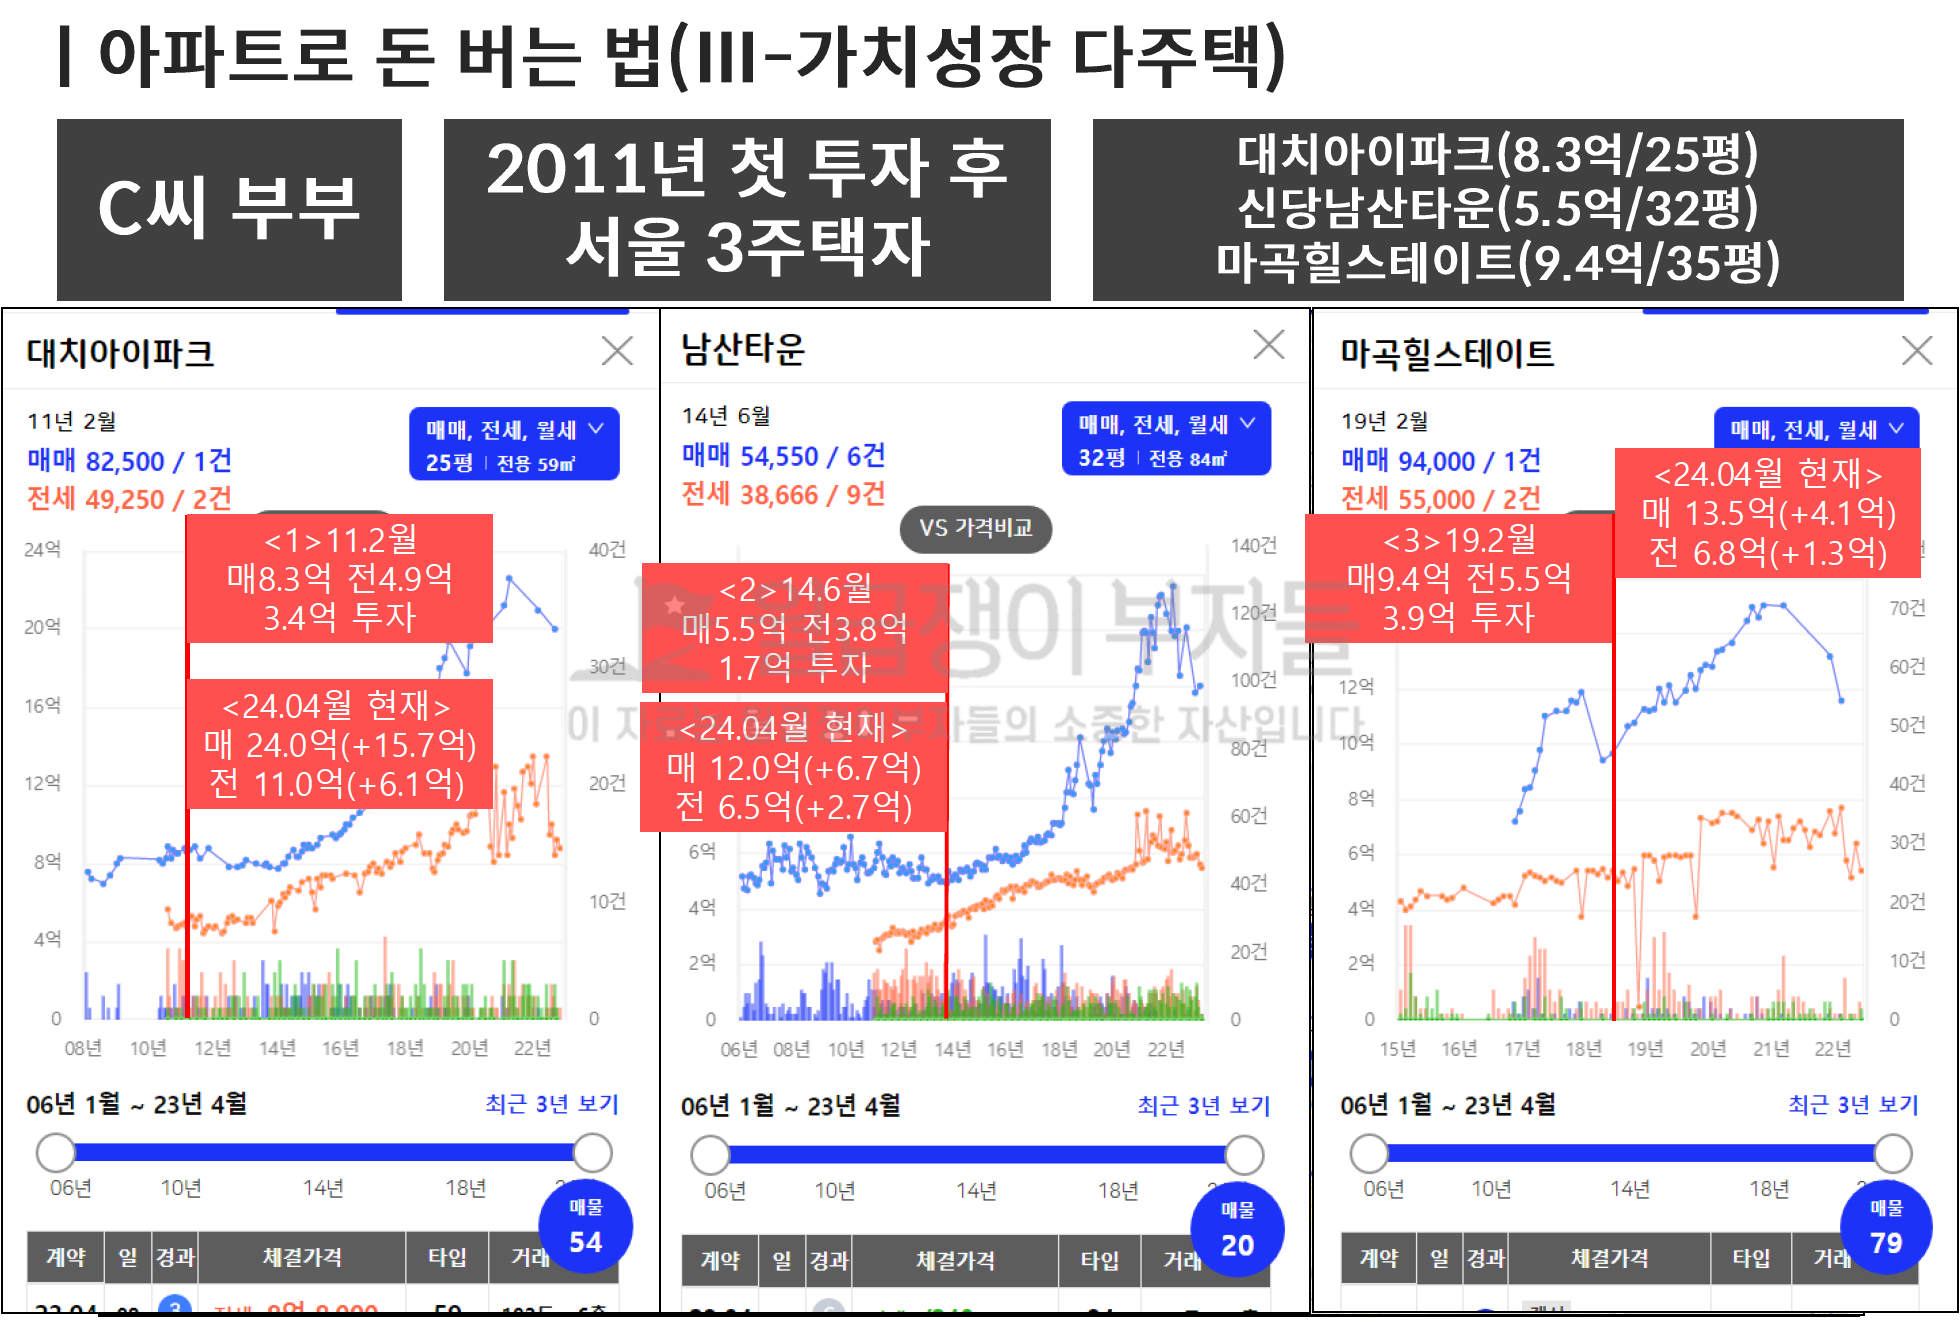 | 아파트로 돈 버는 법(Ⅲ-가치성장 다주택)
C씨 부부
2011년 첫 투자 후
서울 3주택자
대치아이파크(8.3억/25평)
신당남산타운(5.5억/32평)
마곡힐스테이트(9.4억/35평)
대치아이파크
11년 2월
매매 82,500 / 1건
전세 49,250 / 2건
매매, 전세, 월세
25평 | 전용 59㎡
<1>11.2월
매8.3억 전4.9억
3.4억 투자
<24.04월 현재>
매 24.0억(+15.7억)
전 11.0억(+6.1억)
24억
20억
16억
12억
8억
4억
0
40건
30건
20건
10건
0
08년 10년 12년 14년 16년 18년 20년 22년
06년 1월 ~ 23년 4월
최근 3년 보기
06년 10년 14년 18년
매물
54
계약 일 경과 체결가격 타입 거래
남산타운
14년 6월
매매 54,550 / 6건
전세 38,666 / 9건
매매, 전세, 월세
32평 | 전용 84㎡
VS 가격비교
<2>14.6월
매5.5억 전3.8억
1.7억 투자
<24.04월 현재>
매 12.0억(+6.7억)
전 6.5억(+2.7억)
6억
4억
2억
0
140건
120건
100건
80건
60건
40건
20건
0
06년 08년 10년 12년 14년 16년 18년 20년 22년
06년 1월 ~ 23년 4월
최근 3년 보기
06년 10년 14년 18년
매물
20
계약 일 경과 체결가격 타입 거래
마곡힐스테이트
19년 2월
매매 94,000 / 1건
전세 55,000 / 2건
매매, 전세, 월세
<24.04월 현재>
매 13.5억(+4.1억)
전 6.8억(+1.3억)
<3>19.2월
매9.4억 전5.5억
3.9억 투자
12억
10억
8억
6억
4억
2억
0
70건
60건
50건
40건
30건
20건
10건
0
15년 16년 17년 18년 19년 20년 21년 22년
06년 1월 ~ 23년 4월
최근 3년 보기
06년 10년 14년 18년
매물
79
계약 일 경과 체결가격 타입 거래
월급쟁이부자들
이 자료는 월급쟁이부자들의 소중한 자산입니다